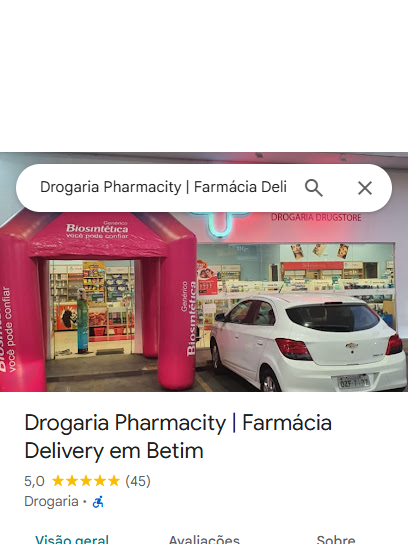 Drogaria Pharmacity | Farmácia Deli
DROGARIA DRUGSTORE
Genérico
Biosintética
você pode confiar
Genérico
Biosintética
você pode confiar
Drogaria Pharmacity | Farmácia
Delivery em Betim
5,0 (45)
Drogaria ·
Visão geral
Avaliações
Sobre